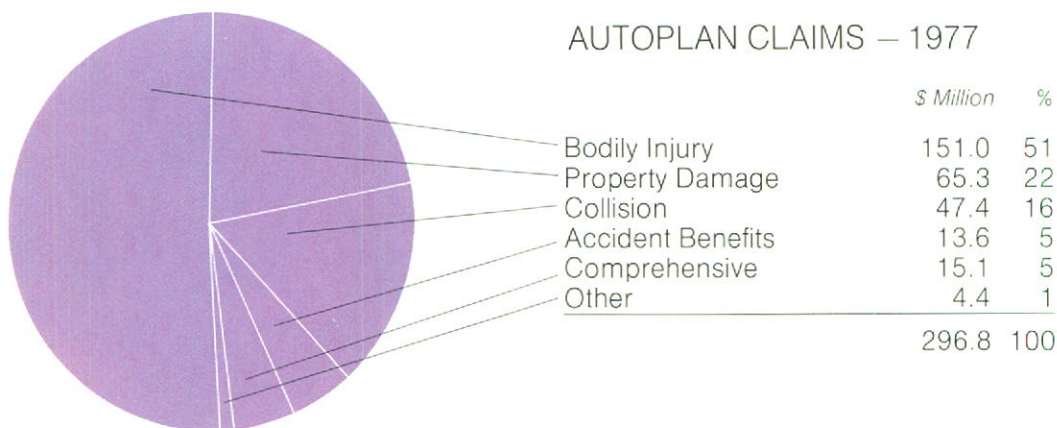 AUTOPLAN CLAIMS – 1977
$ Million %
Bodily Injury 151.0 51
Property Damage 65.3 22
Collision 47.4 16
Accident Benefits 13.6 5
Comprehensive 15.1 5
Other 4.4 1
296.8 100